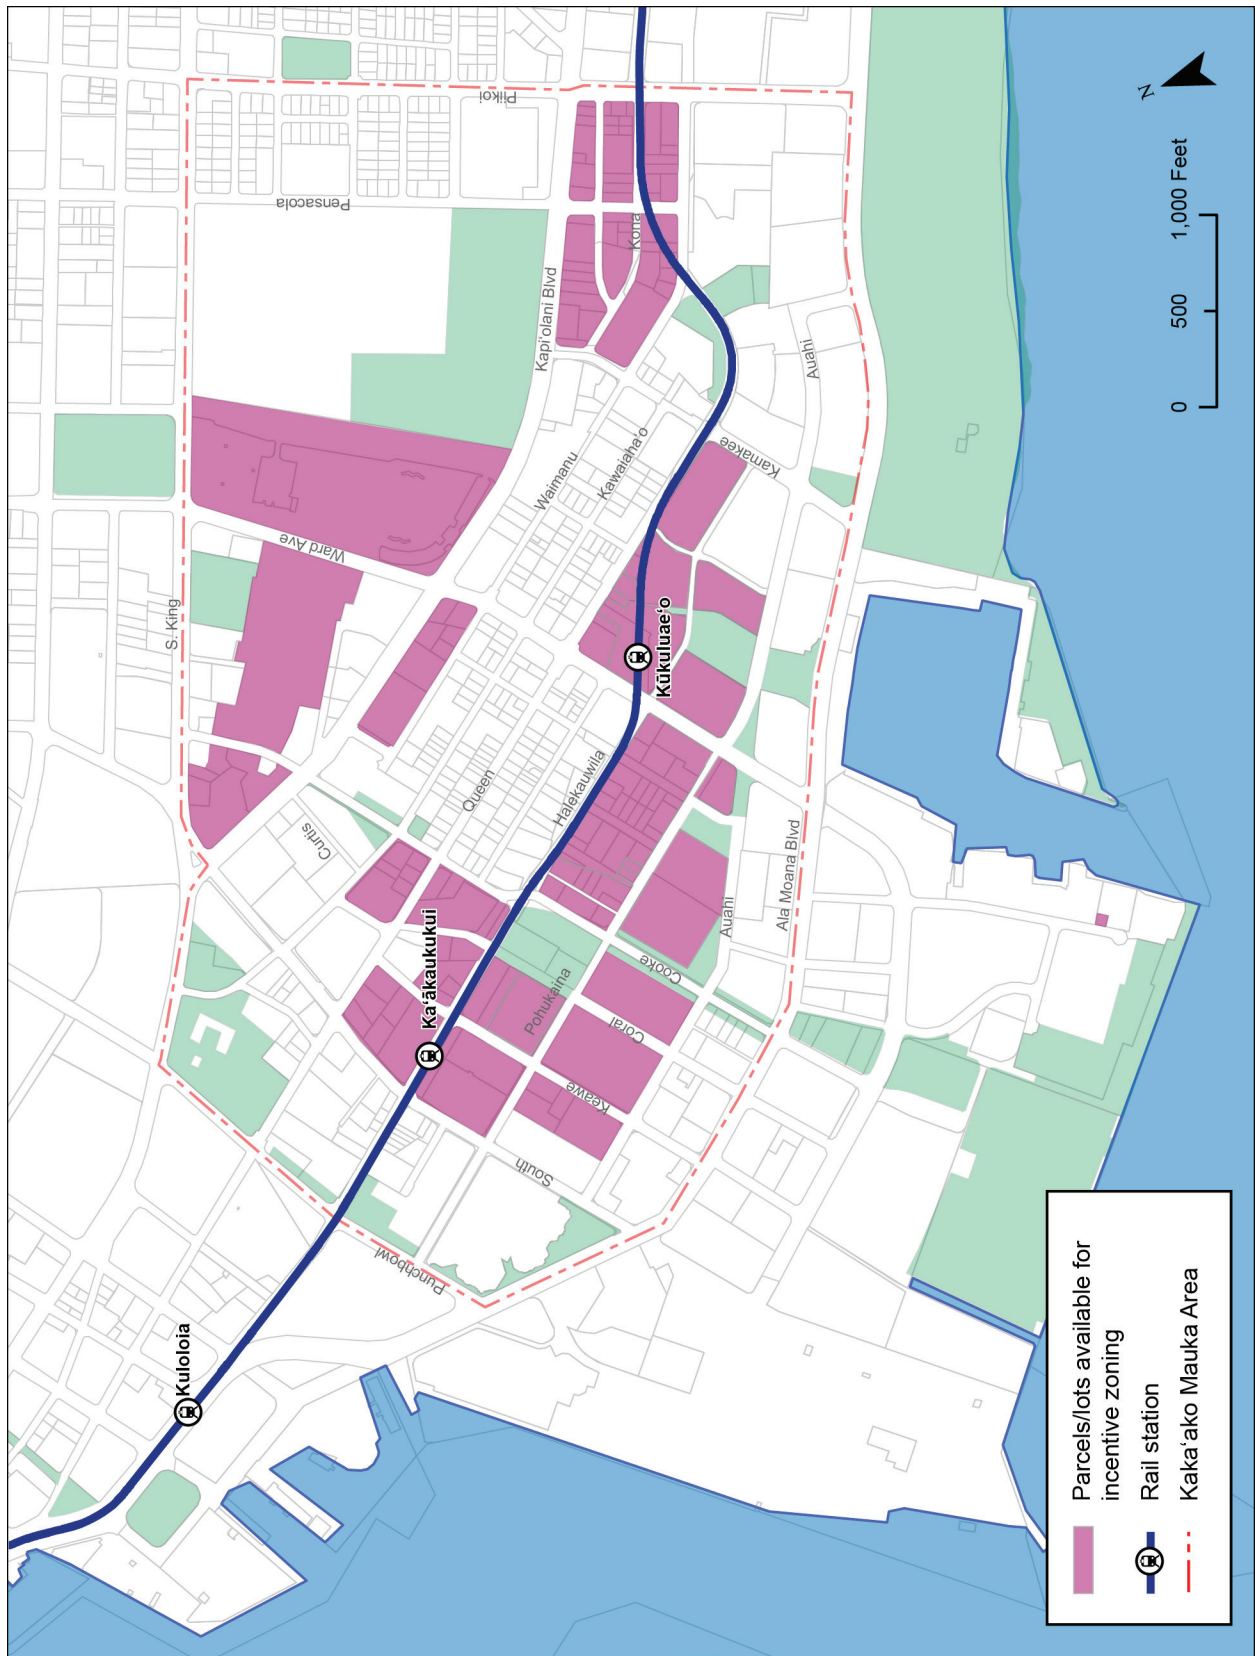 Piikoi
Pensacola
Kapiʻolani Blvd
Kona
Auahi
Waimanu
Kawaiahaʻo
Kamakee
Ward Ave
S. King
Kūkuluaeʻo
Queen
Halekauwila
Curtis
Ala Moana Blvd
Auahi
Kaʻākaukukui
Cooke
Pohukaina
Coral
Keawe
South
Punchbowl
Kuloloia
N
0 500 1,000 Feet
Parcels/lots available for
incentive zoning
Rail station
Kakaʻako Mauka Area